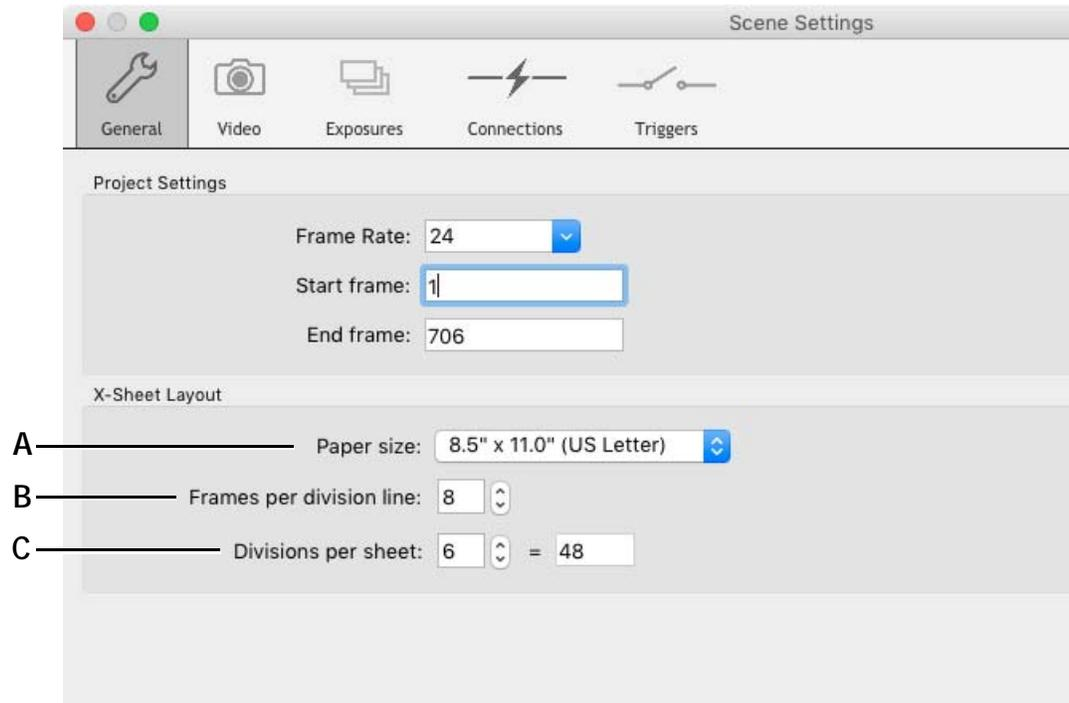 Scene Settings
General Video Exposures Connections Triggers
Project Settings
Frame Rate: 24
Start frame: 1
End frame: 706
X-Sheet Layout
A Paper size: 8.5" x 11.0" (US Letter)
B Frames per division line: 8
C Divisions per sheet: 6 = 48